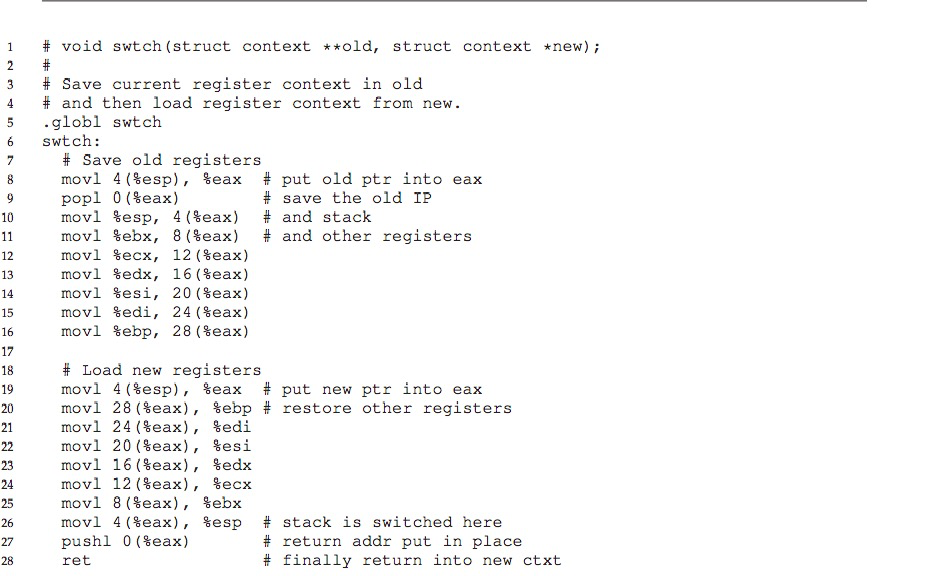 1 # void swtch(struct context **old, struct context *new);
2 #
3 # Save current register context in old
4 # and then load register context from new.
5 .globl swtch
6 swtch:
7 # Save old registers
8 movl 4(%esp), %eax # put old ptr into eax
9 popl 0(%eax) # save the old IP
10 movl %esp, 4(%eax) # and stack
11 movl %ebx, 8(%eax) # and other registers
12 movl %ecx, 12(%eax)
13 movl %edx, 16(%eax)
14 movl %esi, 20(%eax)
15 movl %edi, 24(%eax)
16 movl %ebp, 28(%eax)
17
18 # Load new registers
19 movl 4(%esp), %eax # put new ptr into eax
20 movl 28(%eax), %ebp # restore other registers
21 movl 24(%eax), %edi
22 movl 20(%eax), %esi
23 movl 16(%eax), %edx
24 movl 12(%eax), %ecx
25 movl 8(%eax), %ebx
26 movl 4(%eax), %esp # stack is switched here
27 pushl 0(%eax) # return addr put in place
28 ret # finally return into new ctxt